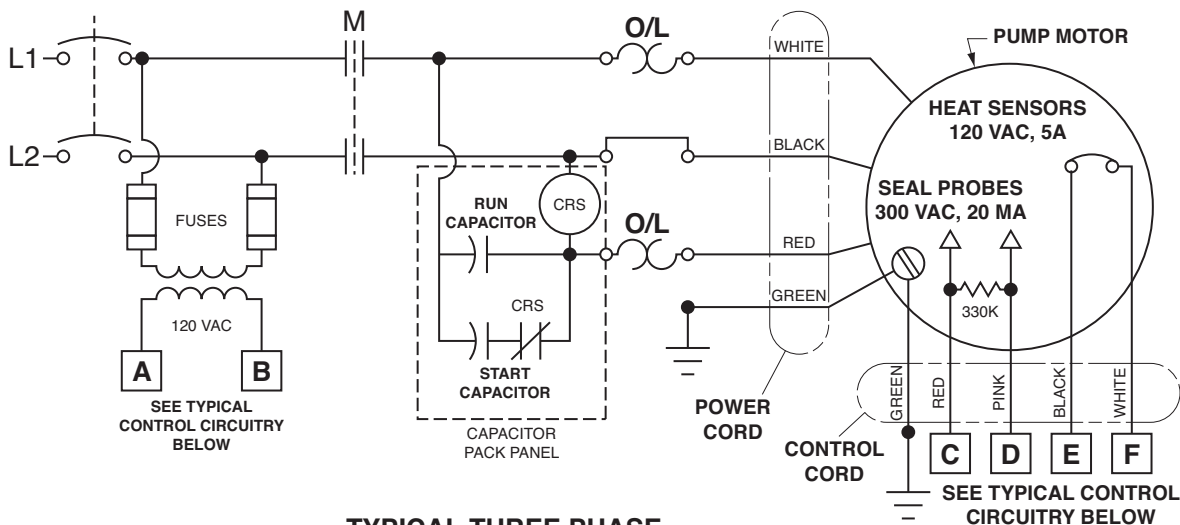 M
L1
O/L
WHITE
PUMP MOTOR
HEAT SENSORS
120 VAC, 5A
L2
BLACK
SEAL PROBES
300 VAC, 20 MA
FUSES
RUN
CAPACITOR
CRS
O/L
RED
GREEN
330K
120 VAC
CRS
START
CAPACITOR
A
B
SEE TYPICAL
CONTROL CIRCUITRY
BELOW
CAPACITOR
PACK PANEL
POWER
CORD
CONTROL
CORD
GREEN
RED
PINK
BLACK
WHITE
C
D
E
F
SEE TYPICAL CONTROL
CIRCUITRY BELOW
TYPICAL THREE PHASE